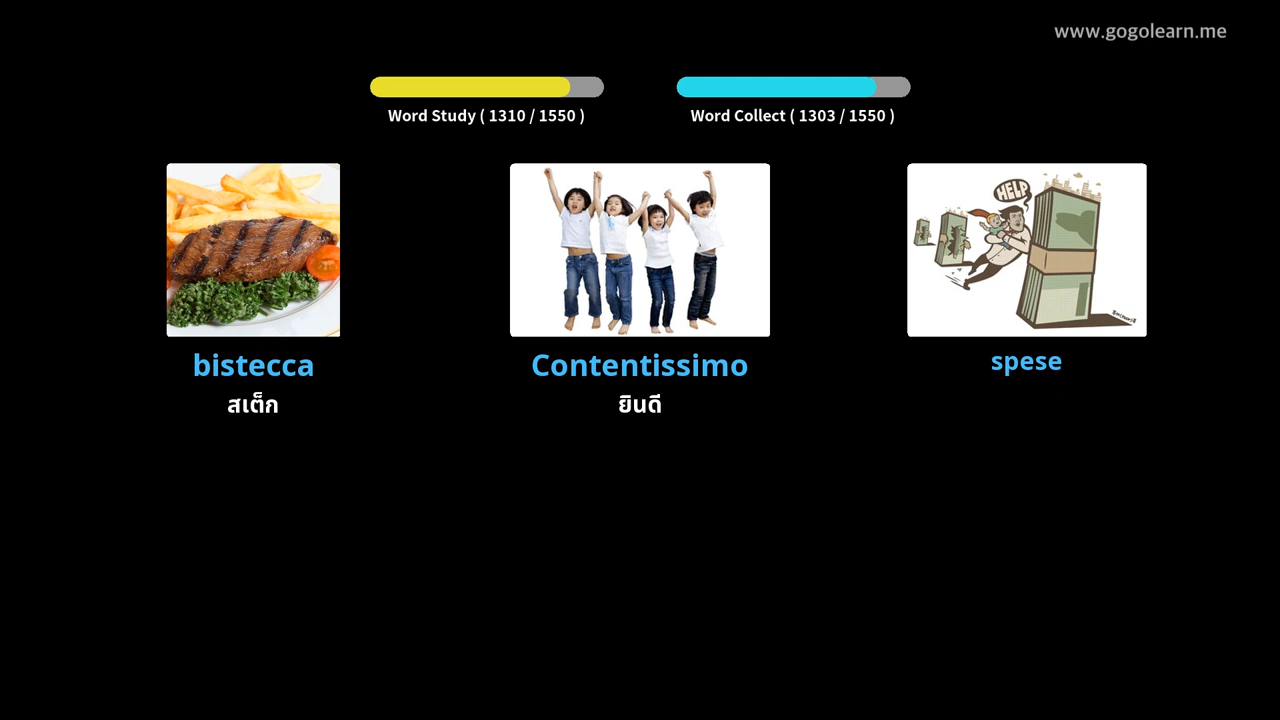 www.gogolearn.me
Word Study ( 1310 / 1550 )
Word Collect ( 1303 / 1550 )
HELP
bistecca
Contentissimo
spese
สเต็ก
ยินดี